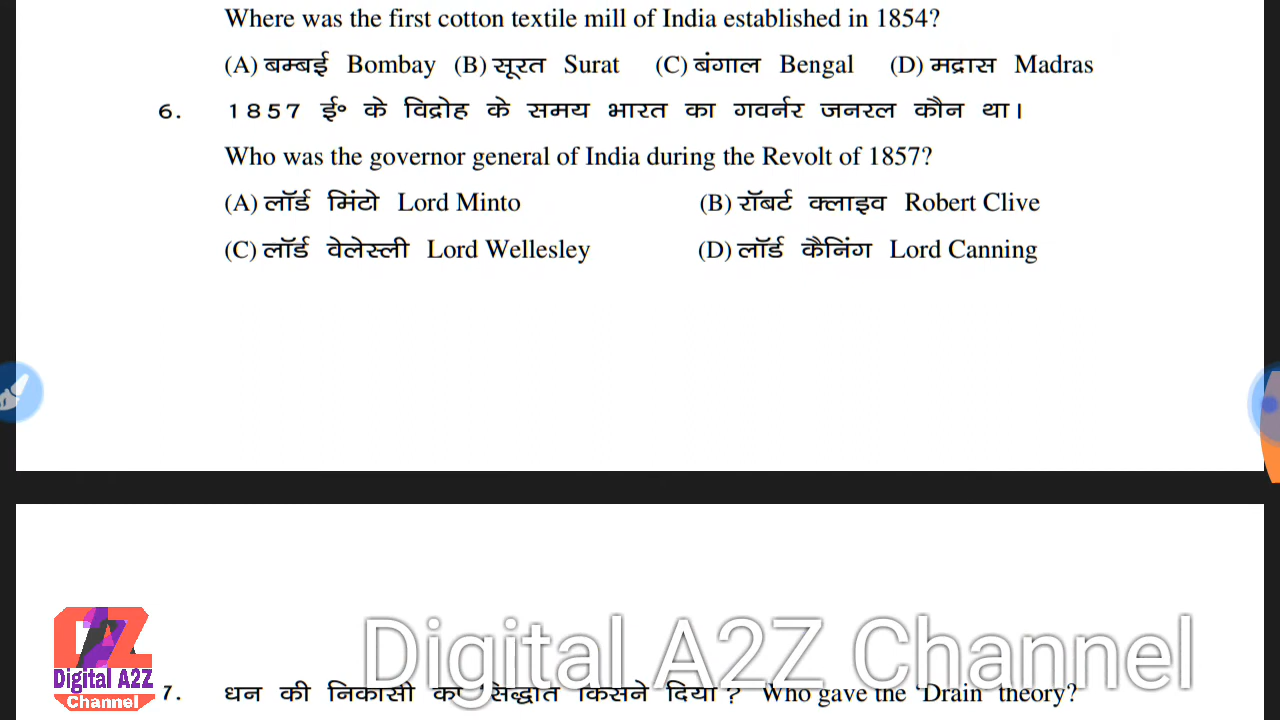 Where was the first cotton textile mill of India established in 1854?
(A) बम्बई Bombay (B) सूरत Surat (C) बंगाल Bengal (D) मद्रास Madras
6. 1857 ई० के विद्रोह के समय भारत का गवर्नर जनरल कौन था।
Who was the governor general of India during the Revolt of 1857?
(A) लॉर्ड मिंटो Lord Minto (B) रॉबर्ट क्लाइव Robert Clive
(C) लॉर्ड वेलेस्ली Lord Wellesley (D) लॉर्ड कैनिंग Lord Canning
Digital A2Z Channel
Digital A2Z
Channel
7. धन की निकासी का सिद्धांत किसने दिया ? Who gave the 'Drain' theory?